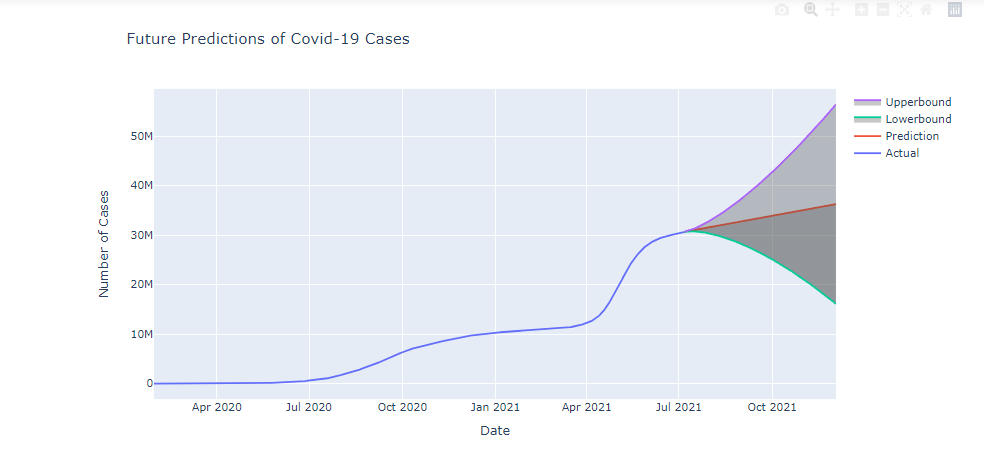 Future Predictions of Covid-19 Cases
Upperbound
Lowerbound
Prediction
Actual
50M
40M
30M
20M
10M
0
Number of Cases
Apr 2020
Jul 2020
Oct 2020
Jan 2021
Apr 2021
Jul 2021
Oct 2021
Date